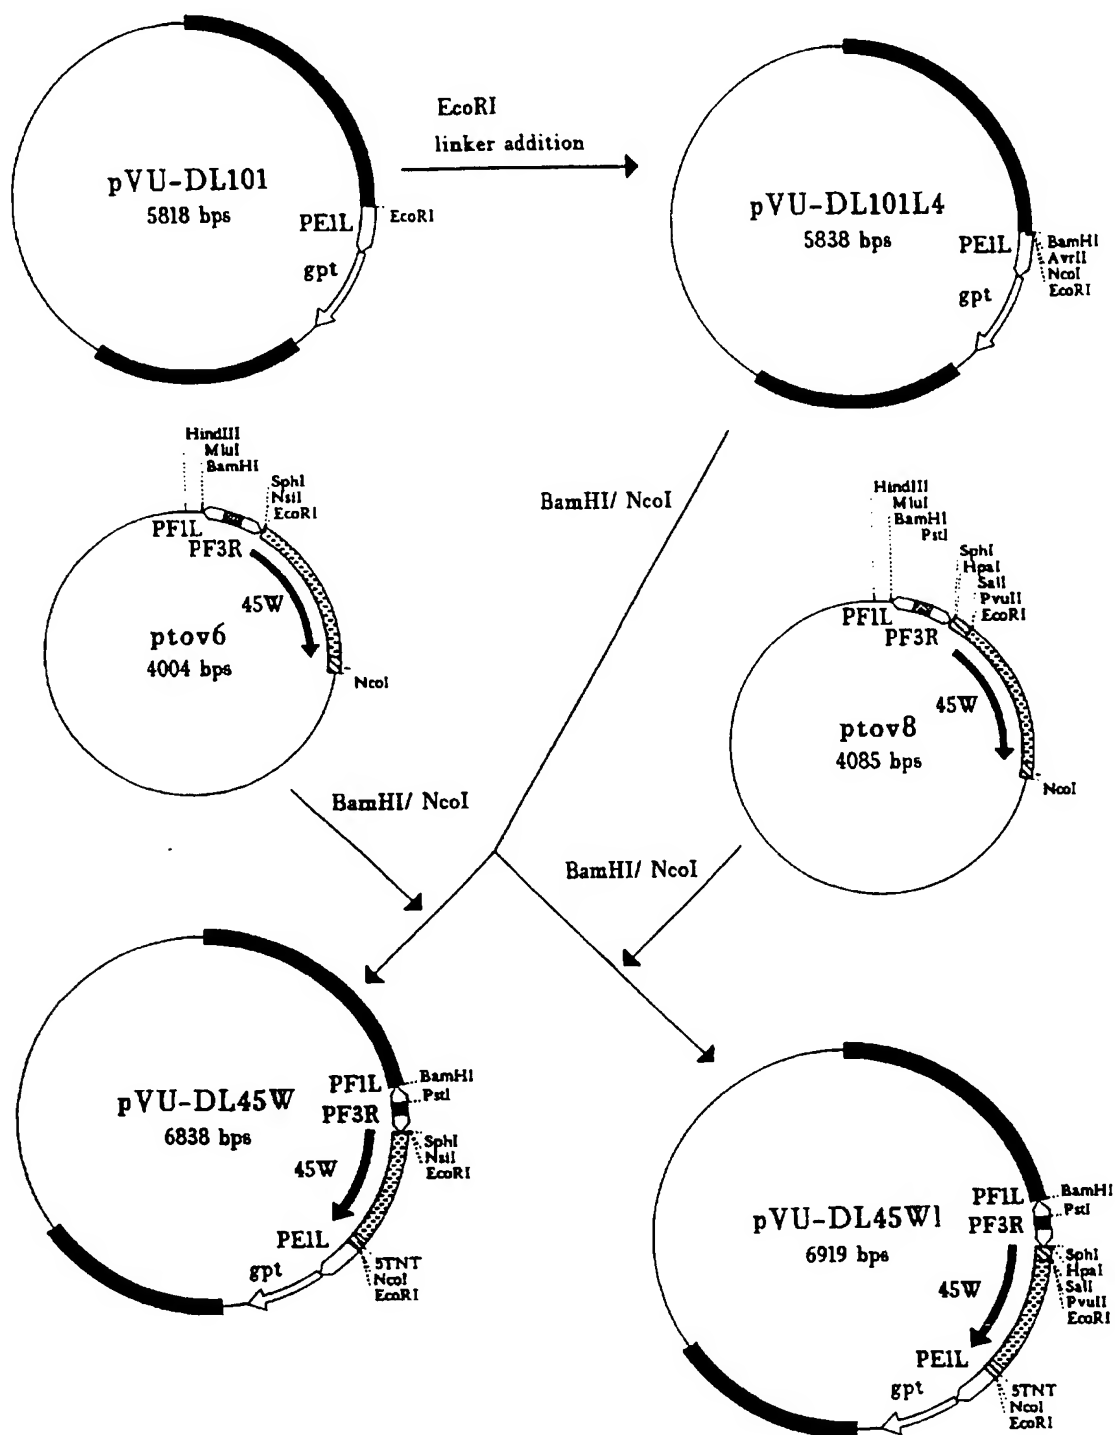 EcoRI
linker addition
pVU-DL101
5818 bps
PE1L
EcoRI
gpt
pVU-DL101L4
5838 bps
PE1L
BamHI
AvrII
NcoI
EcoRI
gpt
HindIII
MluI
BamHI
SphI
NsiI
EcoRI
PF1L
PF3R
45W
ptov6
4004 bps
NcoI
BamHI/ NcoI
HindIII
MluI
BamHI
PstI
SphI
HpaI
SalI
PvuII
EcoRI
PF1L
PF3R
45W
ptov8
4085 bps
NcoI
BamHI/ NcoI
BamHI/ NcoI
pVU-DL45W
6838 bps
PF1L
PF3R
BamHI
PstI
SphI
NsiI
EcoRI
45W
PE1L
gpt
5TNT
NcoI
EcoRI
pVU-DL45W1
6919 bps
PF1L
PF3R
BamHI
PstI
SphI
HpaI
SalI
PvuII
EcoRI
45W
PE1L
gpt
5TNT
NcoI
EcoRI